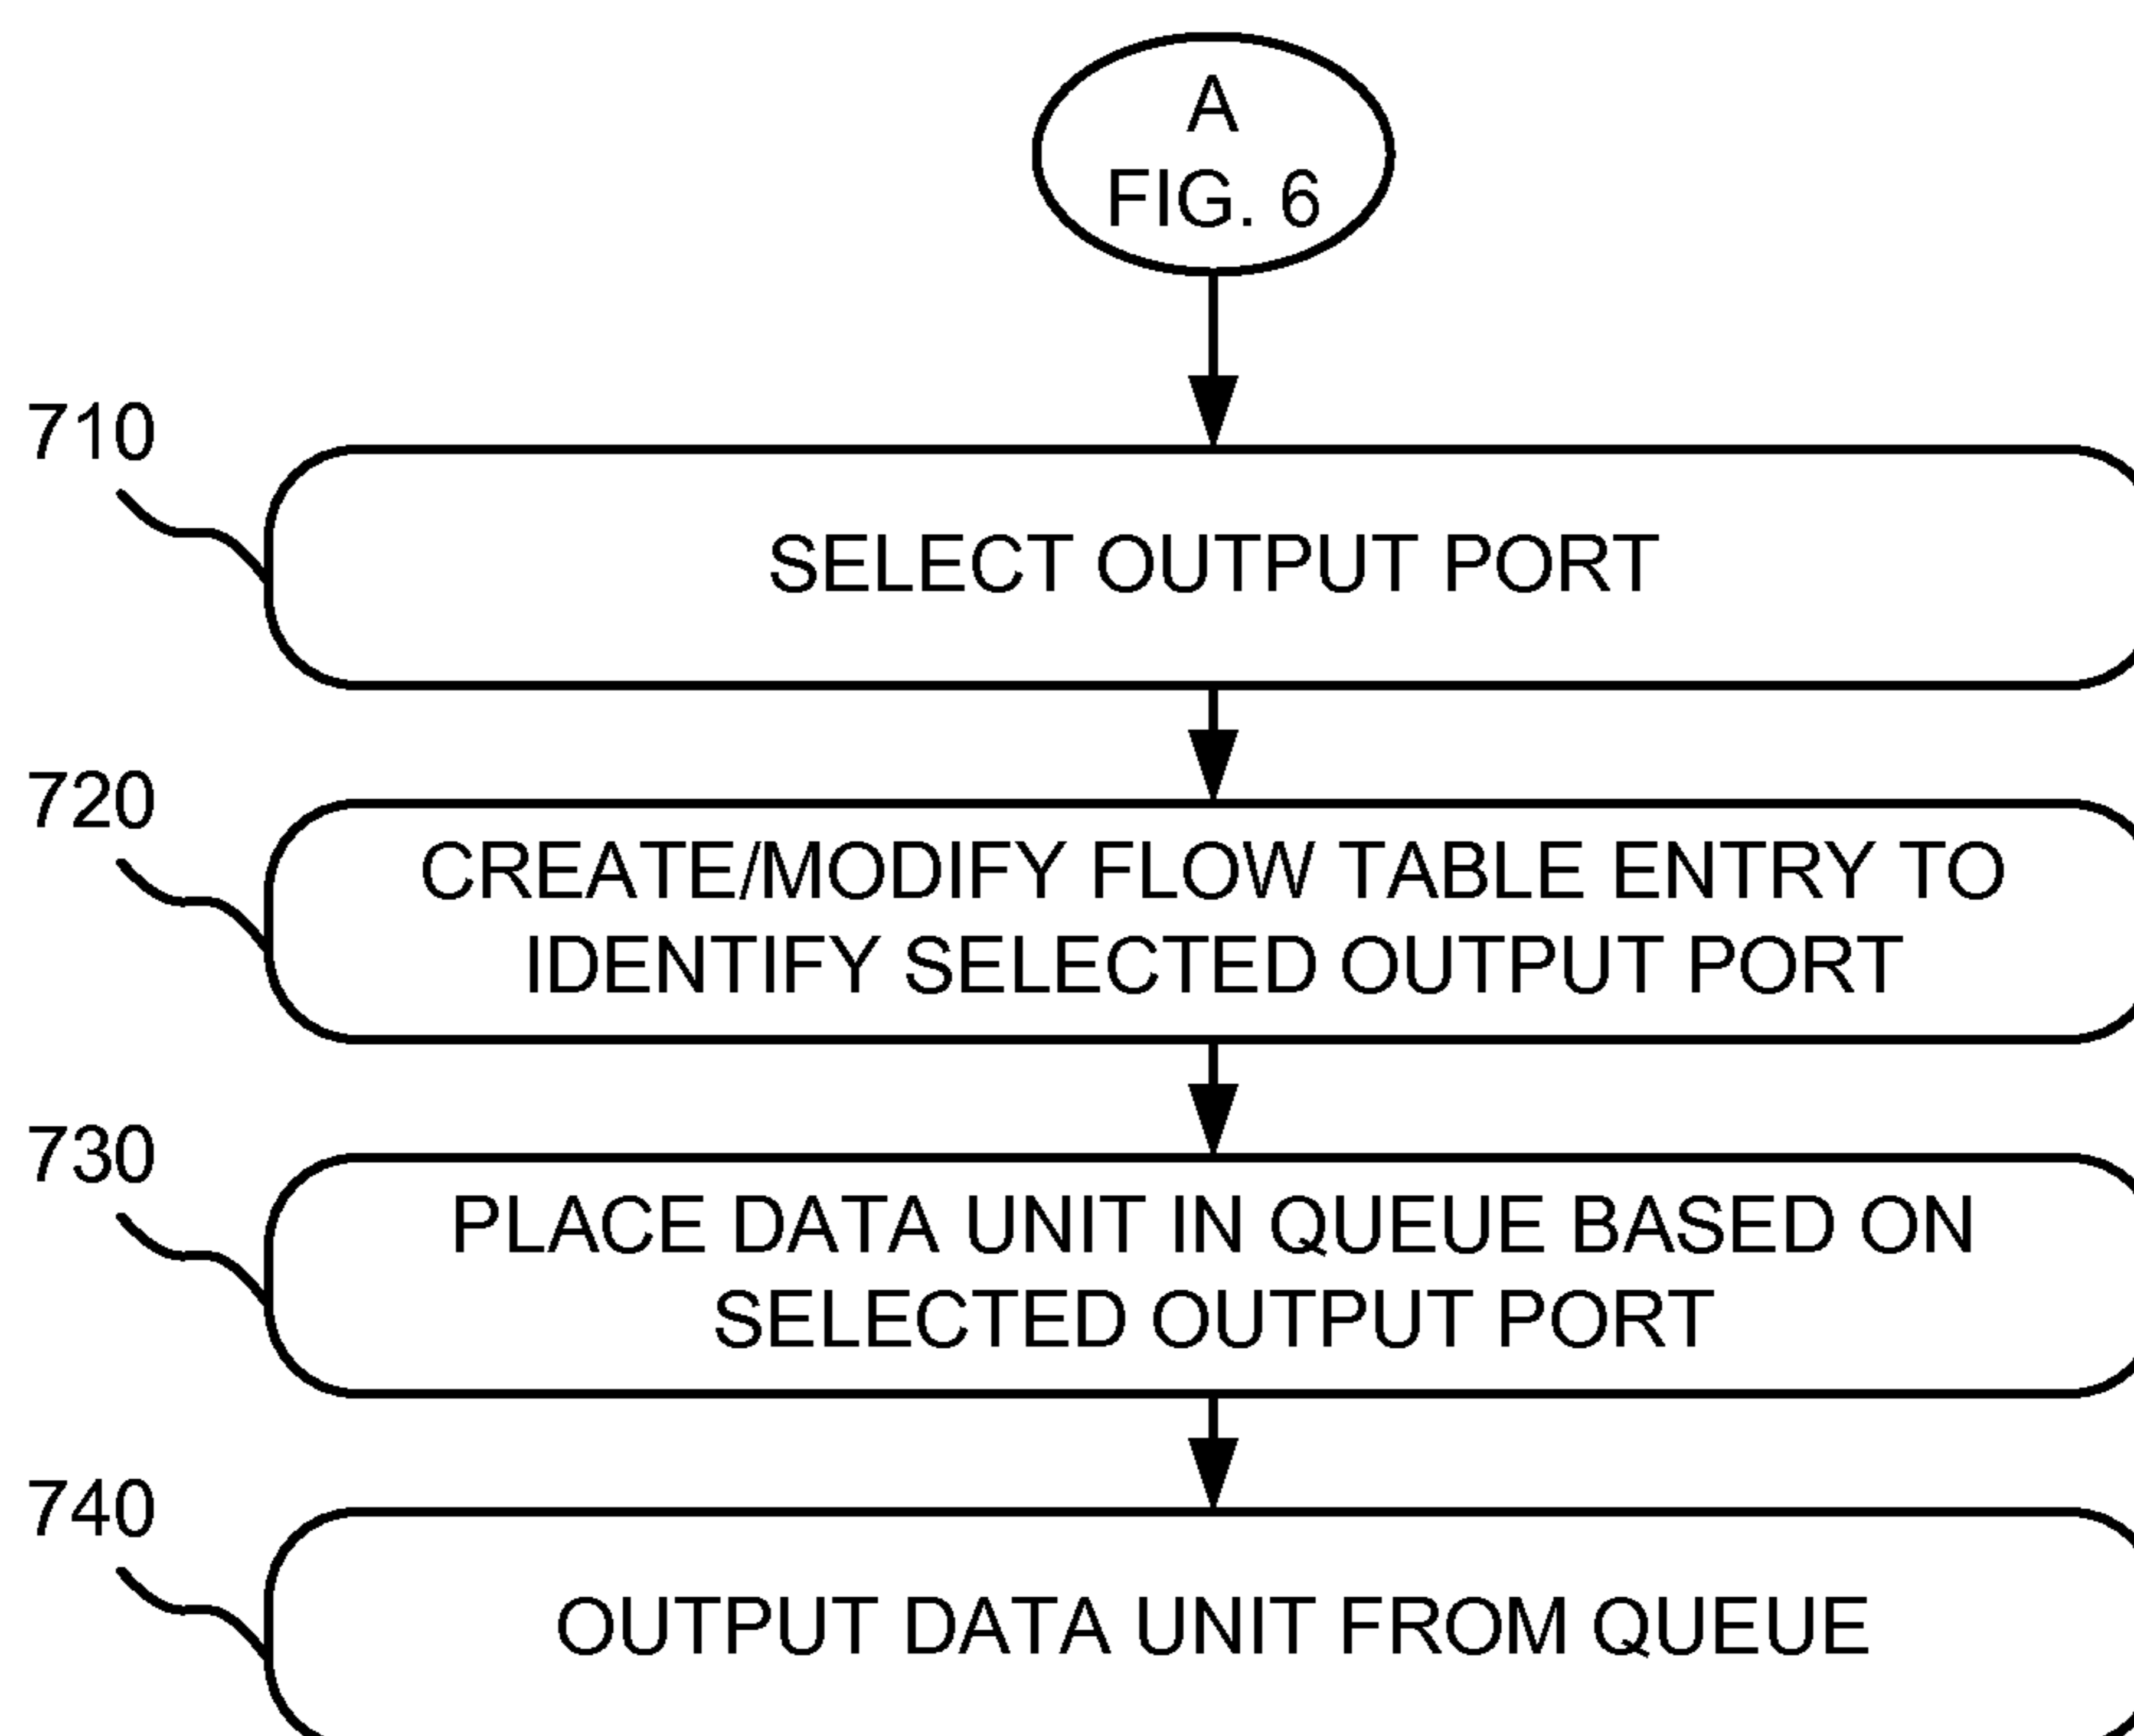 A
FIG. 6
710
SELECT OUTPUT PORT
720
CREATE/MODIFY FLOW TABLE ENTRY TO
IDENTIFY SELECTED OUTPUT PORT
730
PLACE DATA UNIT IN QUEUE BASED ON
SELECTED OUTPUT PORT
740
OUTPUT DATA UNIT FROM QUEUE